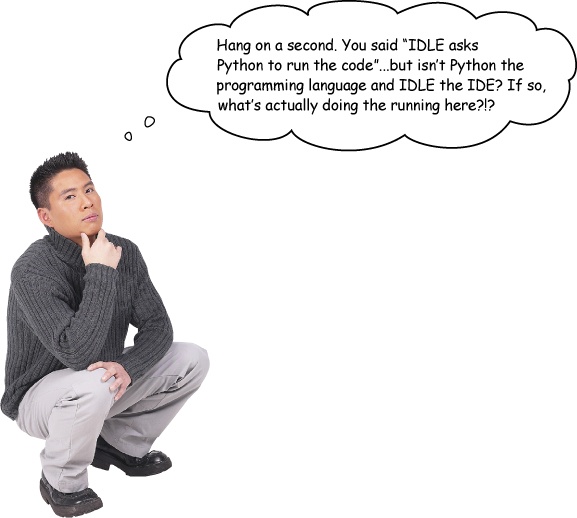 Hang on a second. You said “IDLE asks
Python to run the code”...but isn’t Python the
programming language and IDLE the IDE? If so,
what’s actually doing the running here?!?